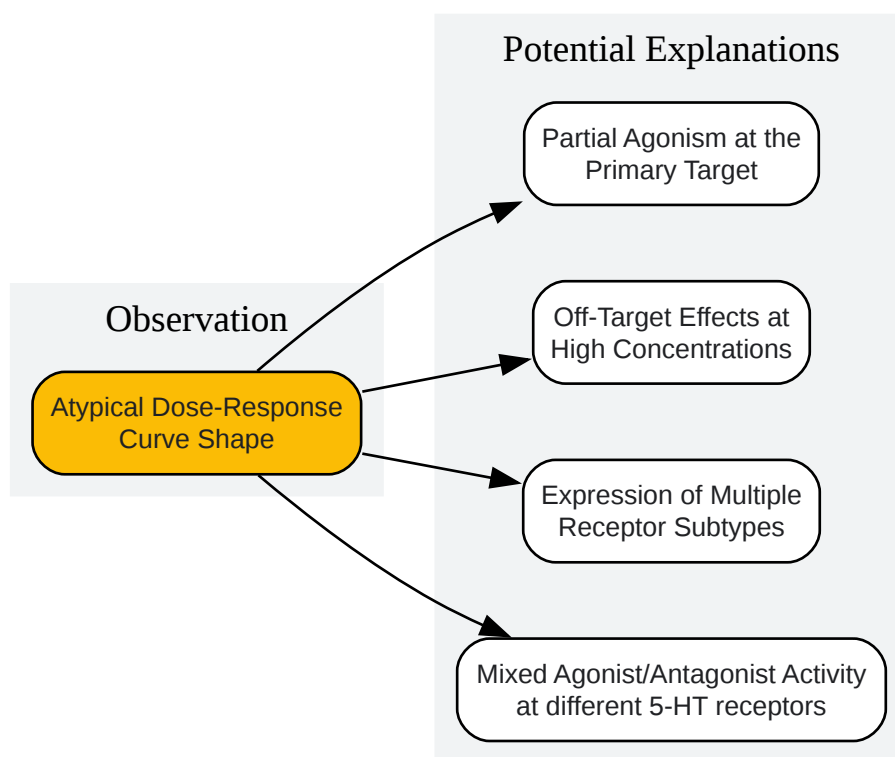 Potential Explanations
Partial Agonism at the
Primary Target
Off-Target Effects at
High Concentrations
Observation
Atypical Dose-Response
Curve Shape
Expression of Multiple
Receptor Subtypes
Mixed Agonist/Antagonist Activity
at different 5-HT receptors